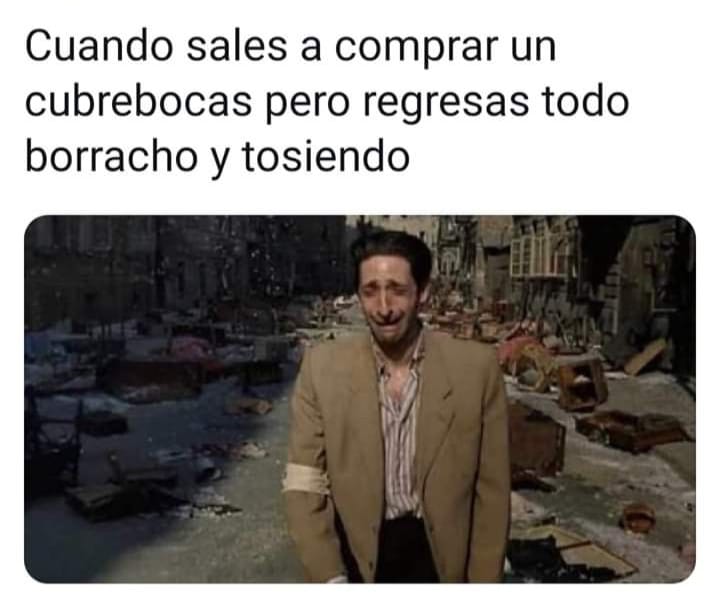 Cuando sales a comprar un
cubrebocas pero regresas todo
borracho y tosiendo